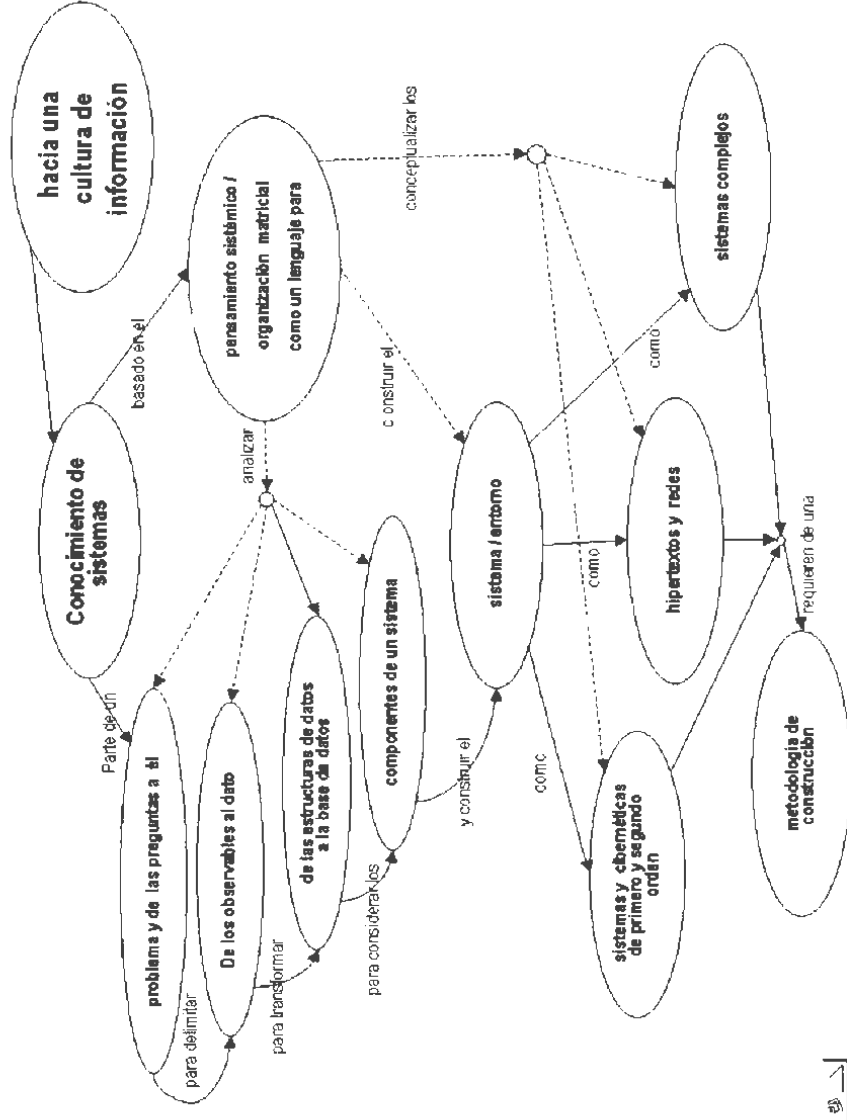 hacia una
cultura de
información
Conocimiento de
sistemas
basado en el
pensamiento sistémico /
organización matricial
como un lenguaje para
Parte de un
analizar
construir el
conceptualizar los
problema y de las preguntas a él
para delimitar
De los observables al dato
para transformar
de las estructuras de datos
a la base de datos
para considerar los
componentes de un sistema
y construir el
sistema / entorno
como
como
como
sistemas y cibernéticas
de primero y segundo
orden
hipertextos y redes
sistemas complejos
requieren de una
metodología de
construcción